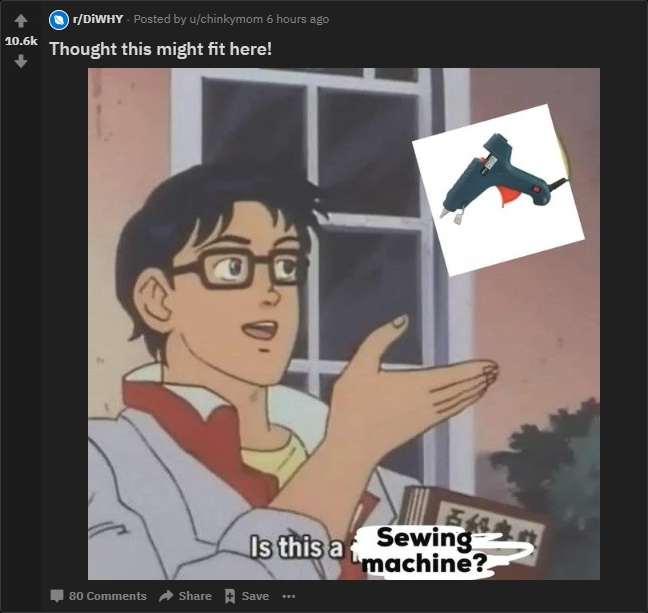 r/DiWHY · Posted by u/chinkymom 6 hours ago
10.6k
Thought this might fit here!
Is this a Sewing
machine?
80 Comments Share Save ···